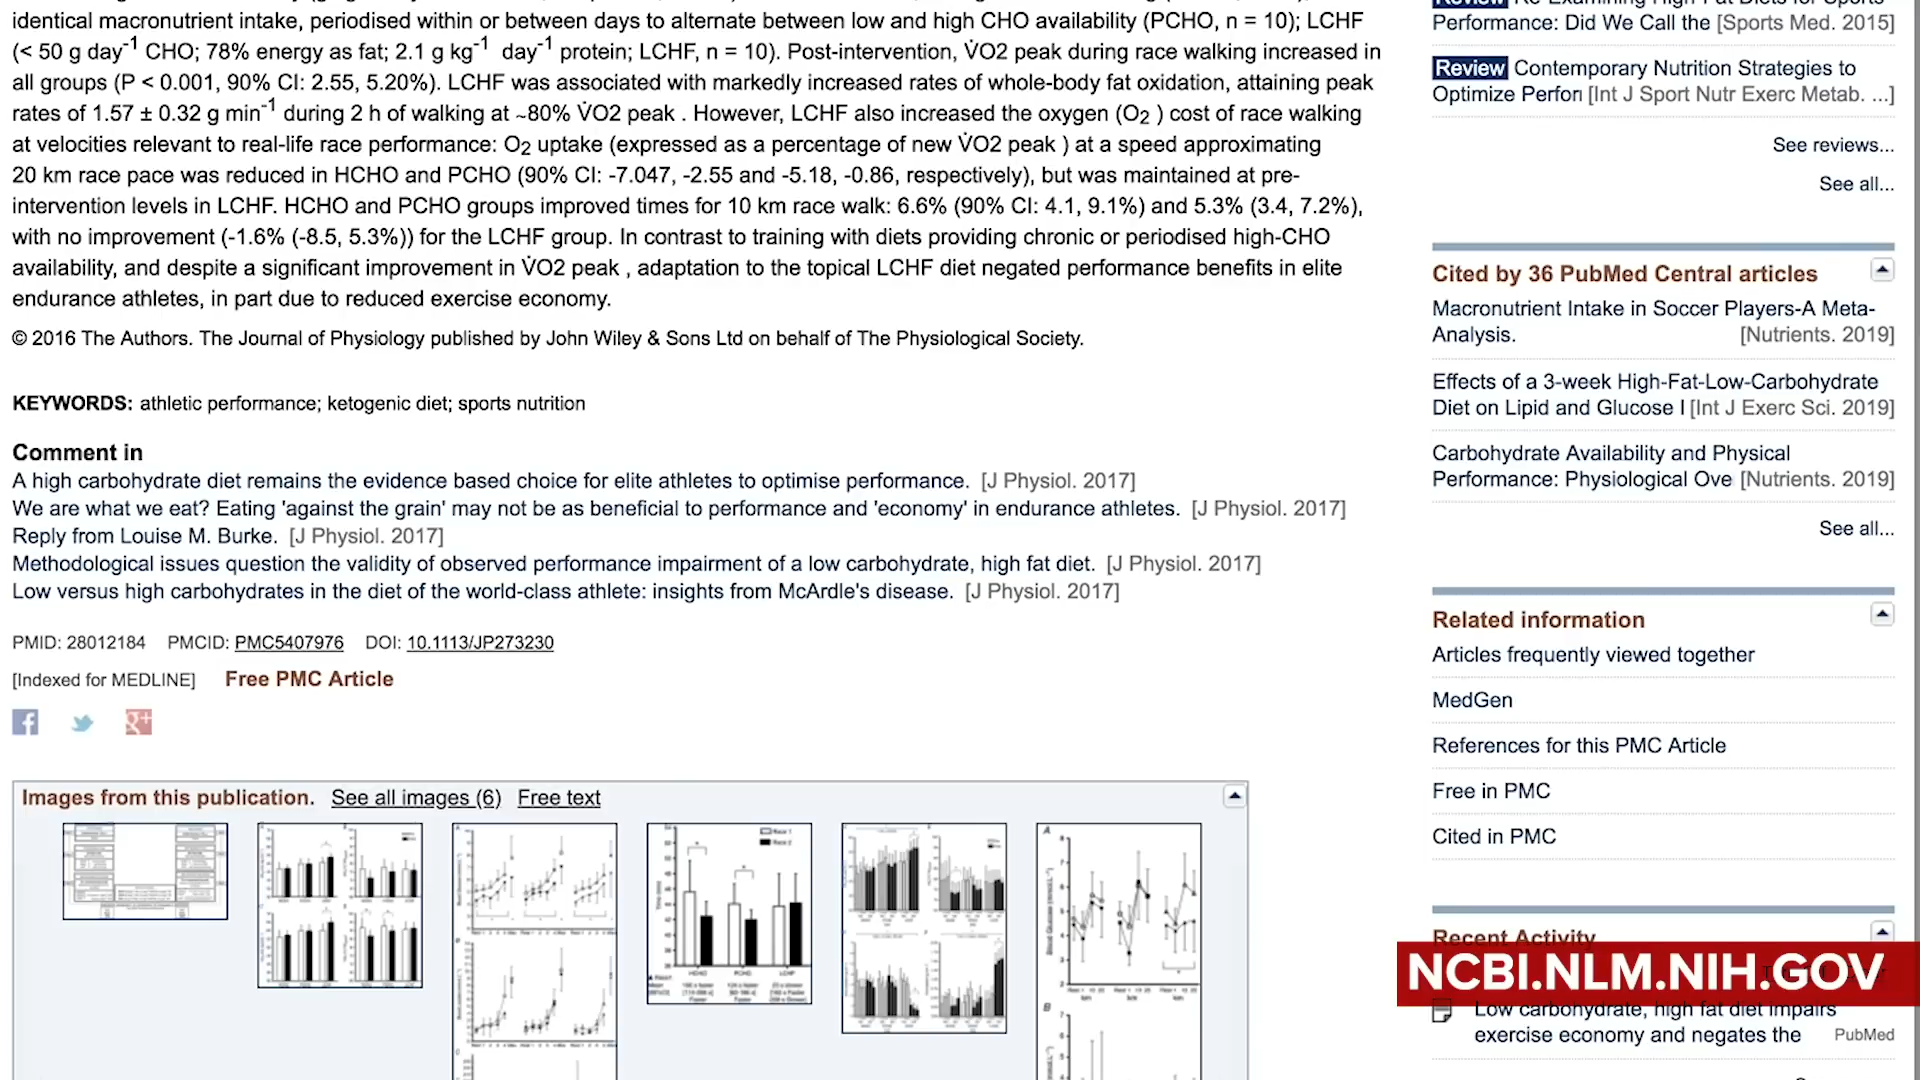 identical macronutrient intake, periodised within or between days to alternate between low and high CHO availability (PCHO, n = 10); LCHF
(< 50 g day-1 CHO; 78% energy as fat; 2.1 g kg-1 day-1 protein; LCHF, n = 10). Post-intervention, V̇O2 peak during race walking increased in
all groups (P < 0.001, 90% CI: 2.55, 5.20%). LCHF was associated with markedly increased rates of whole-body fat oxidation, attaining peak
rates of 1.57 ± 0.32 g min-1 during 2 h of walking at ~80% V̇O2 peak . However, LCHF also increased the oxygen (O2 ) cost of race walking
at velocities relevant to real-life race performance: O2 uptake (expressed as a percentage of new V̇O2 peak ) at a speed approximating
20 km race pace was reduced in HCHO and PCHO (90% CI: -7.047, -2.55 and -5.18, -0.86, respectively), but was maintained at pre-
intervention levels in LCHF. HCHO and PCHO groups improved times for 10 km race walk: 6.6% (90% CI: 4.1, 9.1%) and 5.3% (3.4, 7.2%),
with no improvement (-1.6% (-8.5, 5.3%)) for the LCHF group. In contrast to training with diets providing chronic or periodised high-CHO
availability, and despite a significant improvement in V̇O2 peak , adaptation to the topical LCHF diet negated performance benefits in elite
endurance athletes, in part due to reduced exercise economy.
© 2016 The Authors. The Journal of Physiology published by John Wiley & Sons Ltd on behalf of The Physiological Society.
KEYWORDS: athletic performance; ketogenic diet; sports nutrition
Comment in
A high carbohydrate diet remains the evidence based choice for elite athletes to optimise performance. [J Physiol. 2017]
We are what we eat? Eating 'against the grain' may not be as beneficial to performance and 'economy' in endurance athletes. [J Physiol. 2017]
Reply from Louise M. Burke. [J Physiol. 2017]
Methodological issues question the validity of observed performance impairment of a low carbohydrate, high fat diet. [J Physiol. 2017]
Low versus high carbohydrates in the diet of the world-class athlete: insights from McArdle's disease. [J Physiol. 2017]
PMID: 28012184 PMCID: PMC5407976 DOI: 10.1113/JP273230
[Indexed for MEDLINE] Free PMC Article
Images from this publication. See all images (6) Free text
Review Re-Examining High-Fat Diets for Sports
Performance: Did We Call the [Sports Med. 2015]
Review Contemporary Nutrition Strategies to
Optimize Perfor [Int J Sport Nutr Exerc Metab. ...]
See reviews...
See all...
Cited by 36 PubMed Central articles
Macronutrient Intake in Soccer Players-A Meta-
Analysis. [Nutrients. 2019]
Effects of a 3-week High-Fat-Low-Carbohydrate
Diet on Lipid and Glucose [Int J Exerc Sci. 2019]
Carbohydrate Availability and Physical
Performance: Physiological Ove [Nutrients. 2019]
See all...
Related information
Articles frequently viewed together
MedGen
References for this PMC Article
Free in PMC
Cited in PMC
Recent Activity
NCBI.NLM.NIH.GOV
Low carbohydrate, high fat diet impairs
exercise economy and negates the PubMed